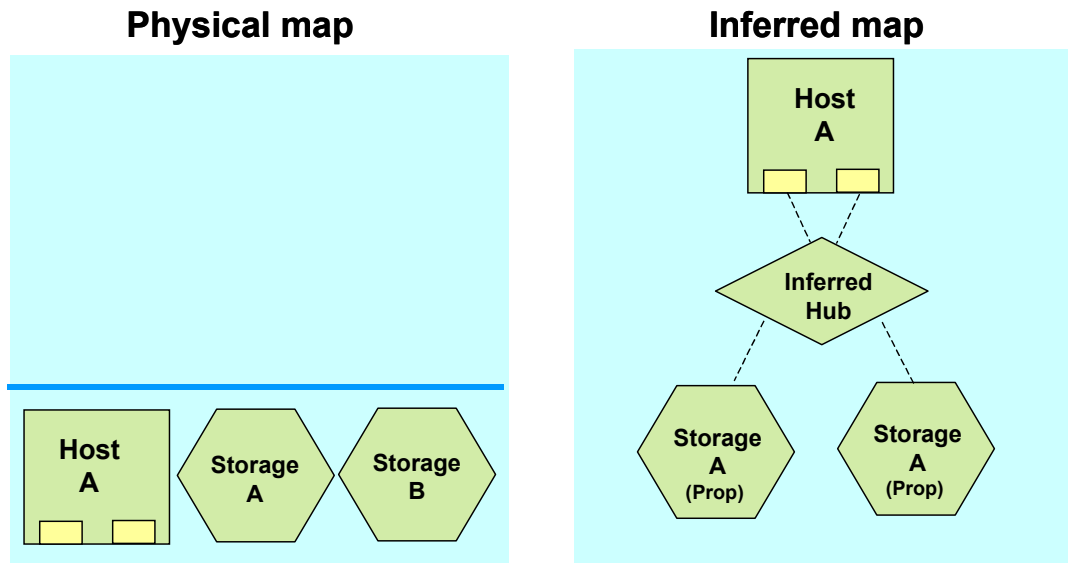 Physical map
Inferred map
Host
A
Inferred
Hub
Host
A
Storage
A
Storage
B
Storage
A
(Prop)
Storage
A
(Prop)